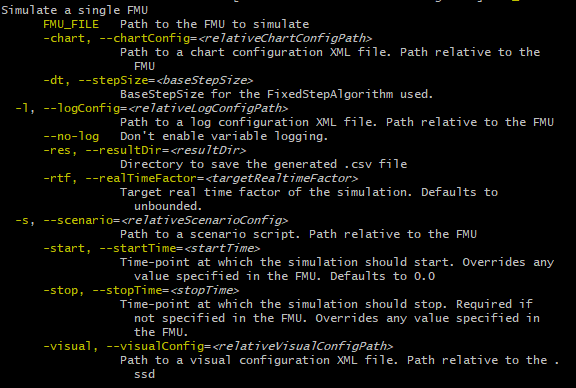 Simulate a single FMU
FMU_FILE   Path to the FMU to simulate
-chart, --chartConfig=<relativeChartConfigPath>
Path to a chart configuration XML file. Path relative to the
FMU
-dt, --stepSize=<baseStepSize>
BaseStepSize for the FixedStepAlgorithm used.
-l, --logConfig=<relativeLogConfigPath>
Path to a log configuration XML file. Path relative to the FMU
--no-log   Don't enable variable logging.
-res, --resultDir=<resultDir>
Directory to save the generated .csv file
-rtf, --realTimeFactor=<targetRealtimeFactor>
Target real time factor of the simulation. Defaults to
unbounded.
-s, --scenario=<relativeScenarioConfig>
Path to a scenario script. Path relative to the FMU
-start, --startTime=<startTime>
Time-point at which the simulation should start. Overrides any
value specified in the FMU. Defaults to 0.0
-stop, --stopTime=<stopTime>
Time-point at which the simulation should stop. Required if
not specified in the FMU. Overrides any value specified in
the FMU.
-visual, --visualConfig=<relativeVisualConfigPath>
Path to a visual configuration XML file. Path relative to the .
ssd